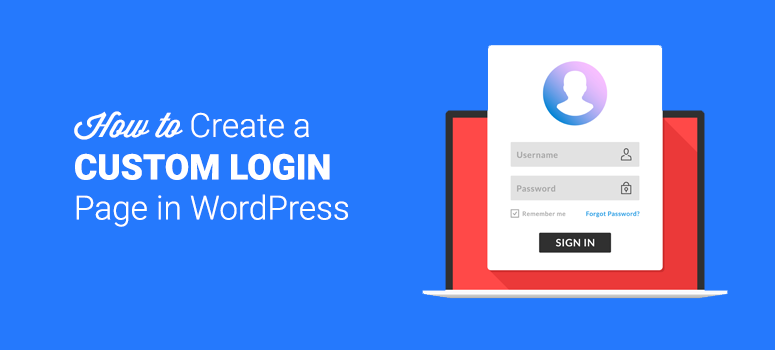 How to Create a
CUSTOM LOGIN
Page in WordPress
Username
Password
Remember me Forgot Password?
SIGN IN